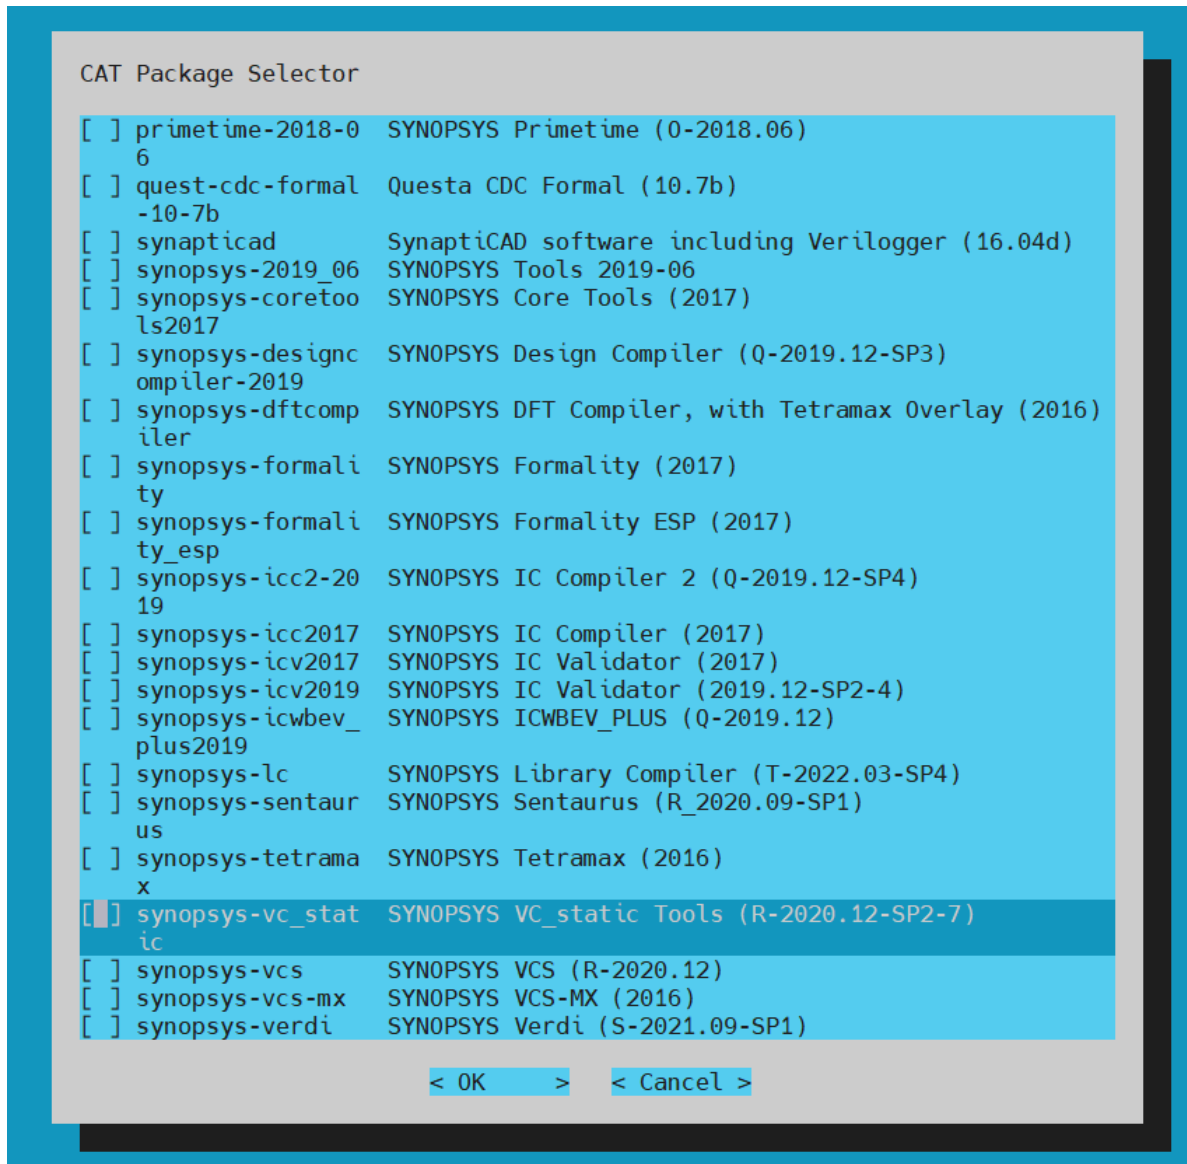 CAT Package Selector
[ ] primetime-2018-0  SYNOPSYS Primetime (O-2018.06)
6
[ ] quest-cdc-formal  Questa CDC Formal (10.7b)
-10-7b
[ ] synapticad        SynaptiCAD software including Verilogger (16.04d)
[ ] synopsys-2019_06  SYNOPSYS Tools 2019-06
[ ] synopsys-coretoo  SYNOPSYS Core Tools (2017)
ls2017
[ ] synopsys-designc  SYNOPSYS Design Compiler (Q-2019.12-SP3)
ompiler-2019
[ ] synopsys-dftcomp  SYNOPSYS DFT Compiler, with Tetramax Overlay (2016)
iler
[ ] synopsys-formali  SYNOPSYS Formality (2017)
ty
[ ] synopsys-formali  SYNOPSYS Formality ESP (2017)
ty_esp
[ ] synopsys-icc2-20  SYNOPSYS IC Compiler 2 (Q-2019.12-SP4)
19
[ ] synopsys-icc2017  SYNOPSYS IC Compiler (2017)
[ ] synopsys-icv2017  SYNOPSYS IC Validator (2017)
[ ] synopsys-icv2019  SYNOPSYS IC Validator (2019.12-SP2-4)
[ ] synopsys-icwbev_  SYNOPSYS ICWBEV_PLUS (Q-2019.12)
plus2019
[ ] synopsys-lc       SYNOPSYS Library Compiler (T-2022.03-SP4)
[ ] synopsys-sentaur  SYNOPSYS Sentaurus (R_2020.09-SP1)
us
[ ] synopsys-tetrama  SYNOPSYS Tetramax (2016)
x
[ ] synopsys-vc_stat  SYNOPSYS VC_static Tools (R-2020.12-SP2-7)
ic
[ ] synopsys-vcs      SYNOPSYS VCS (R-2020.12)
[ ] synopsys-vcs-mx   SYNOPSYS VCS-MX (2016)
[ ] synopsys-verdi    SYNOPSYS Verdi (S-2021.09-SP1)
< OK     >   < Cancel >